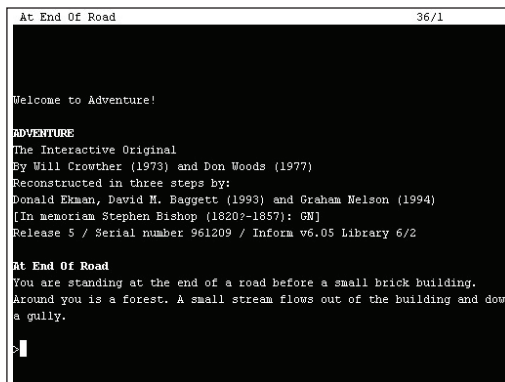 At End Of Road 36/1
Welcome to Adventure!
ADVENTURE
The Interactive Original
By Will Crowther (1973) and Don Woods (1977)
Reconstructed in three steps by:
Donald Ekman, David M. Baggett (1993) and Graham Nelson (1994)
[In memoriam Stephen Bishop (1820?-1857): GN]
Release 5 / Serial number 961209 / Inform v6.05 Library 6/2
At End Of Road
You are standing at the end of a road before a small brick building.
Around you is a forest. A small stream flows out of the building and dow
a gully.
>